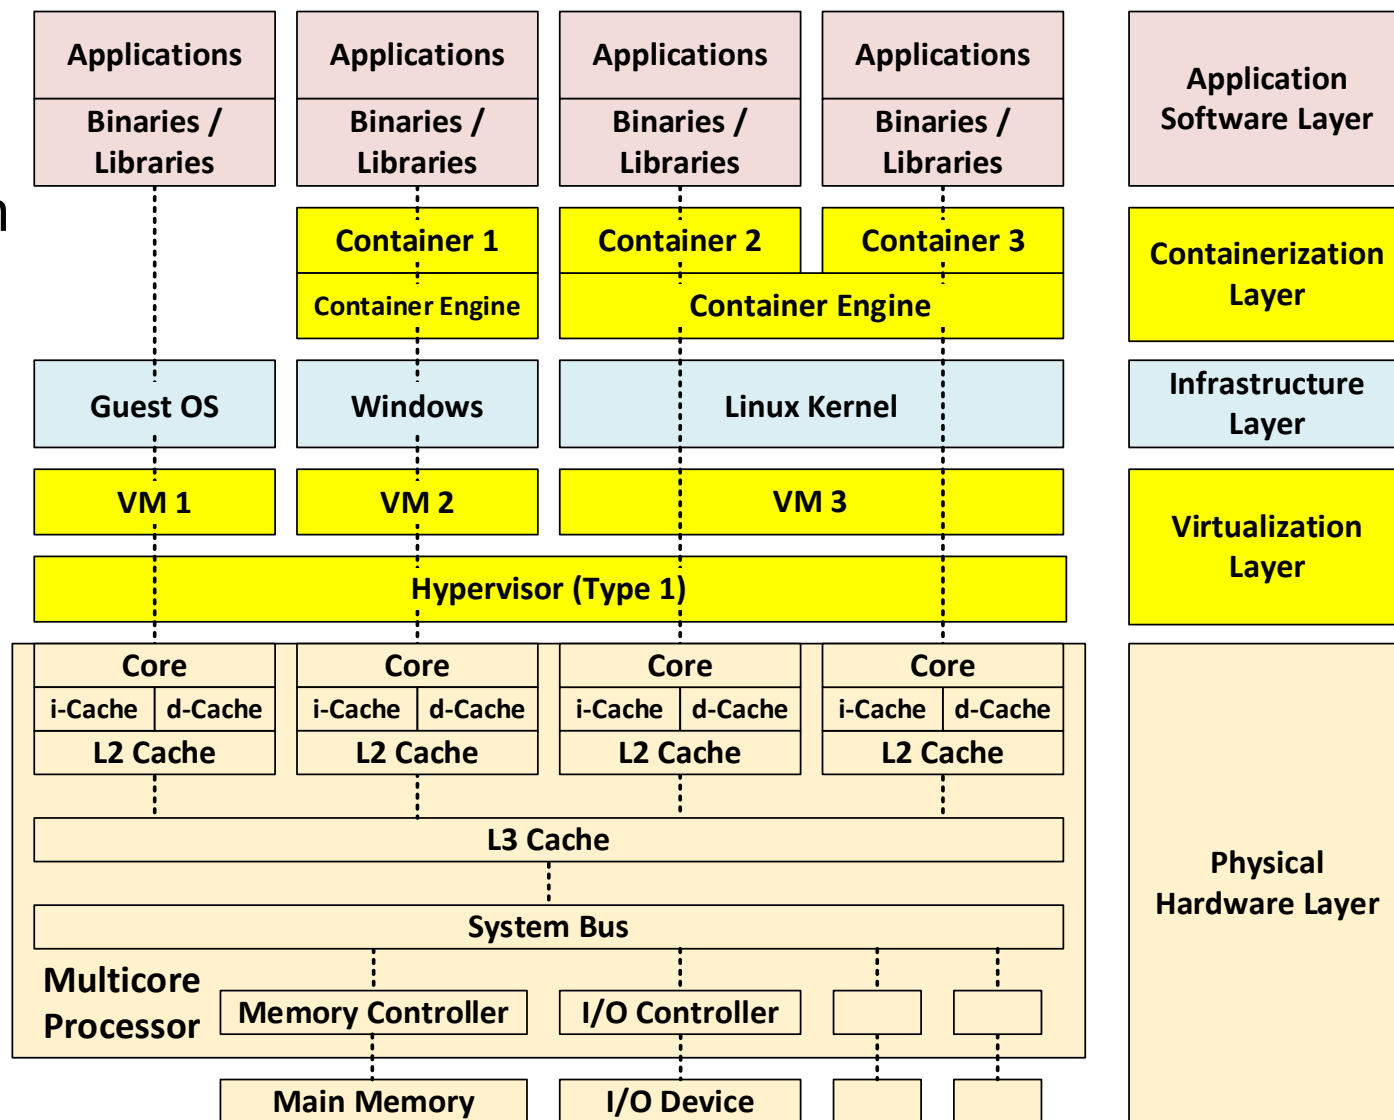 Applications
Applications
Applications
Applications
Application
Software Layer
Binaries /
Libraries
Binaries /
Libraries
Binaries /
Libraries
Binaries /
Libraries
n
Container 1
Container 2
Container 3
Containerization
Layer
Container Engine
Container Engine
Guest OS
Windows
Linux Kernel
Infrastructure
Layer
VM 1
VM 2
VM 3
Virtualization
Layer
Hypervisor (Type 1)
Core
Core
Core
Core
i-Cache
d-Cache
i-Cache
d-Cache
i-Cache
d-Cache
i-Cache
d-Cache
L2 Cache
L2 Cache
L2 Cache
L2 Cache
L3 Cache
Physical
Hardware Layer
System Bus
Multicore
Processor
Memory Controller
I/O Controller
Main Memory
I/O Device